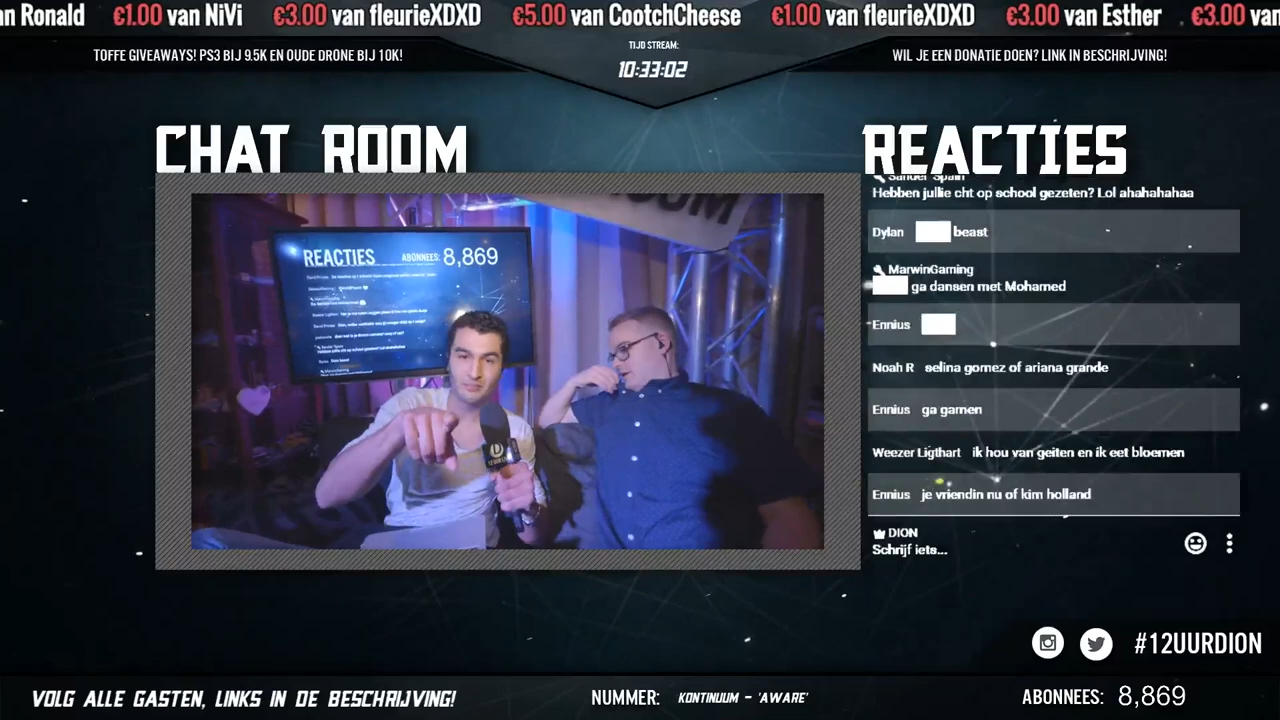 an Ronald €1.00 van NiVi €3.00 van fleurieXDXD €5.00 van CootchCheese €1.00 van fleurieXDXD €3.00 van Esther €3.00 van
TOFFE GIVEAWAYS! PS3 BIJ 9.5K EN OUDE DRONE BIJ 10K!
TIJD STREAM:
10:33:02
WIL JE EEN DONATIE DOEN? LINK IN BESCHRIJVING!
CHAT ROOM
REACTIES
OOM
REACTIES ABONNEES: 8,869
Sander Spain
Hebben jullie cht op school gezeten? Lol ahahahahaa
Dylan beast
MarwinGaming
ga dansen met Mohamed
Ennius
Noah R selina gomez of ariana grande
Ennius ga gamen
Weezer Ligthart ik hou van geiten en ik eet bloemen
Ennius je vriendin nu of kim holland
DION
Schrijf iets...
#12UURDION
VOLG ALLE GASTEN, LINKS IN DE BESCHRIJVING!
NUMMER: KONTINUUM - 'AWARE'
ABONNEES: 8,869